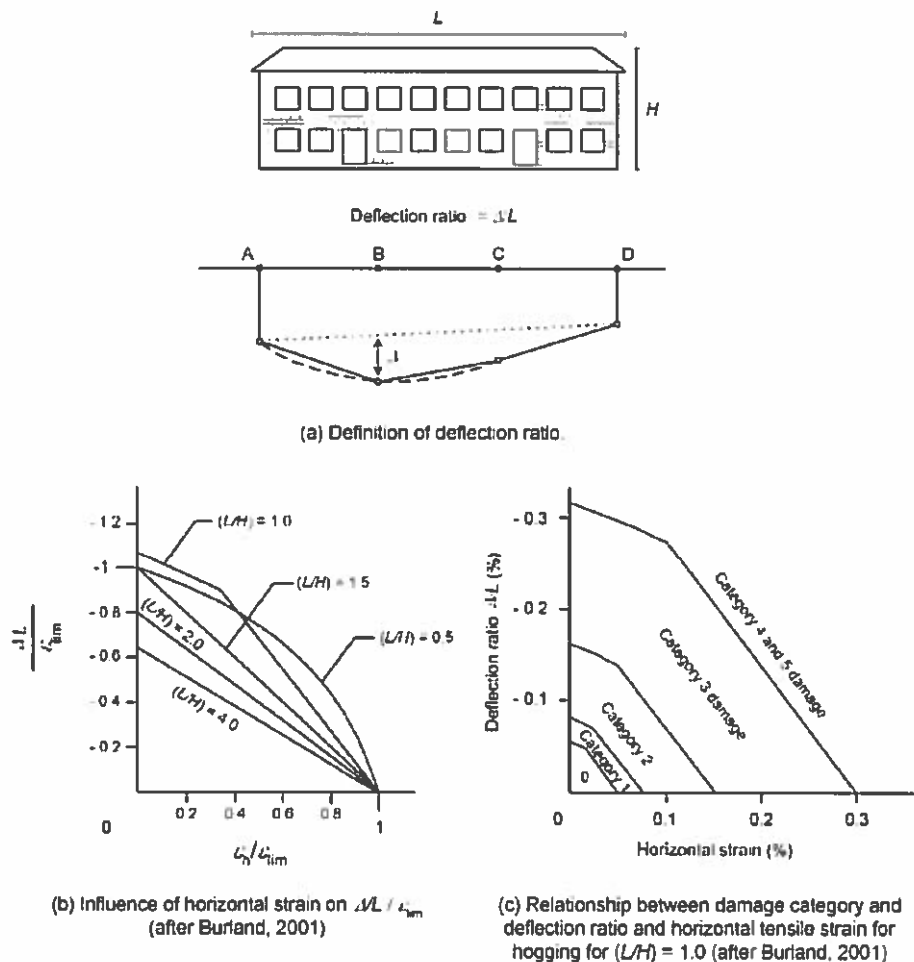 L
H
Deflection ratio = Δ/L
A B C D
Δ
(a) Definition of deflection ratio.
- 1.2
- 1
- 0.8
- 0.6
- 0.4
- 0.2
(L/H) = 1.0
(L/H) = 1.5
(L/H) = 0.5
(L/H) = 2.0
(L/H) = 4.0
0 0.2 0.4 0.6 0.8 1
- 0.3
- 0.2
- 0.1
Deflection ratio Δ/L (%)
Category 4 and 5 damage
Category 3 damage
Category 2
Category 1
0
0 0.1 0.2 0.3
Horizontal strain (%)
(b) Influence of horizontal strain on
(after Burland, 2001)
(c) Relationship between damage category and
deflection ratio and horizontal tensile strain for
hogging for (L/H) = 1.0 (after Burland, 2001)